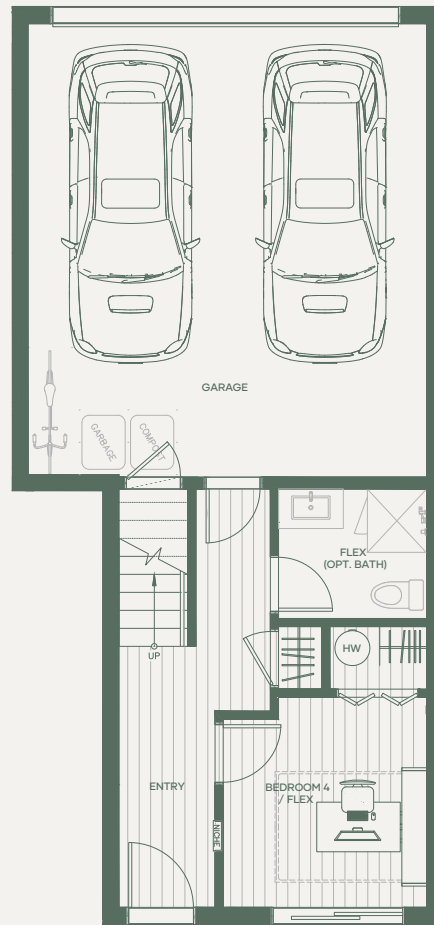 GARAGE
GARBAGE
COMPOST
FLEX
(OPT. BATH)
HW
UP
ENTRY
BEDROOM 4
/ FLEX
NICHE